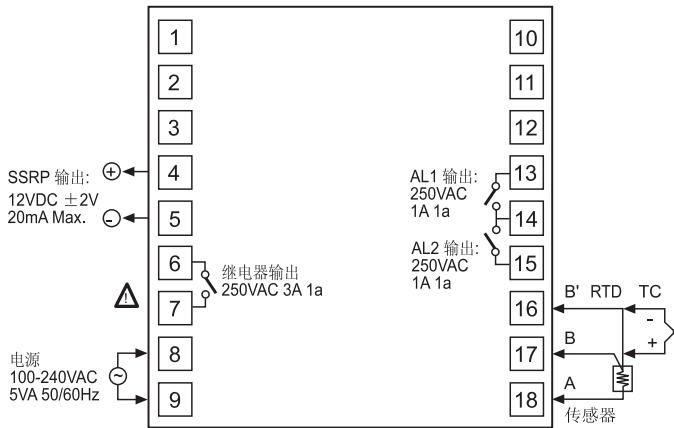 1
2
3
4
5
6
7
8
9
10
11
12
13
14
15
16
17
18
SSRP 输出:
12VDC ±2V
20mA Max.
+
-
继电器输出
250VAC 3A 1a
!
电源
100-240VAC
5VA 50/60Hz
~
AL1 输出:
250VAC
1A 1a
AL2 输出:
250VAC
1A 1a
B' RTD TC
-
+
B
A
传感器